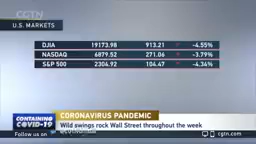 CGTN
U.S. MARKETS
DJIA 19173.98 913.21 -4.55%
NASDAQ 6879.52 271.06 -3.79%
S&P 500 2304.92 104.47 -4.34%
CORONAVIRUS PANDEMIC
CONTAINING COVID-19
Wild swings rock Wall Street throughout the week
Follow us on
cgtn.com